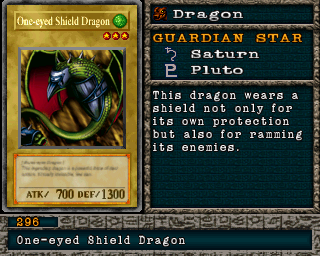 One-eyed Shield Dragon
ATK/ 700 DEF/1300
Dragon
GUARDIAN STAR
♄ Saturn
♇ Pluto
This dragon wears a
shield not only for
its own protection
but also for ramming
its enemies.
296
One-eyed Shield Dragon